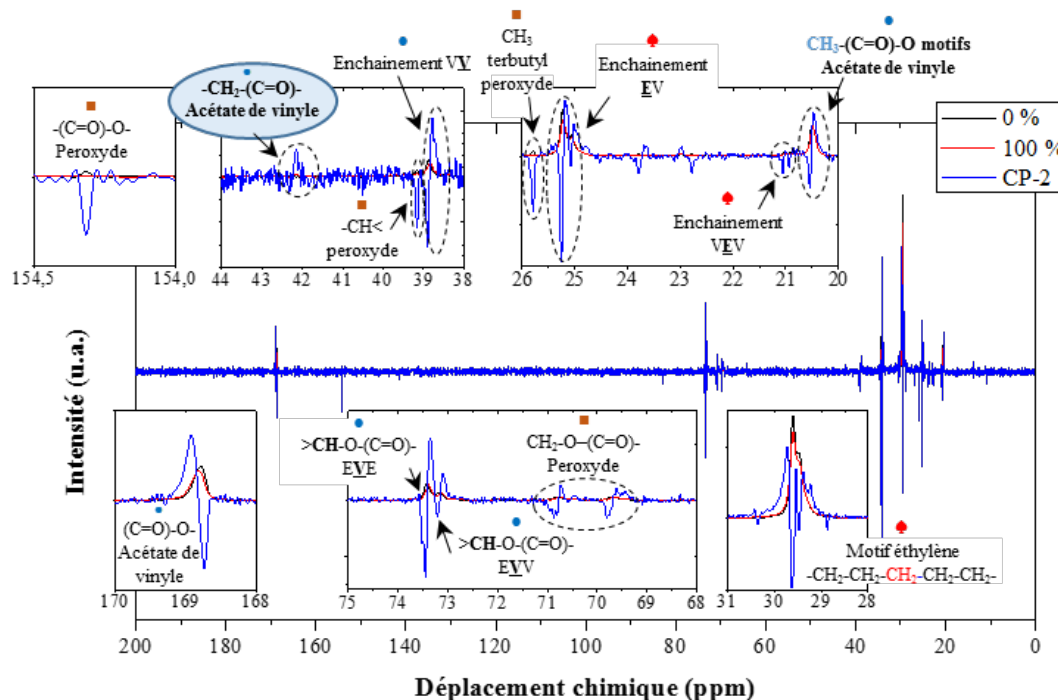 -(C=O)-O-
Peroxyde
154,5
154,0
-CH2-(C=O)-
Acétate de vinyle
Enchainement VV
-CH<
peroxyde
44
43
42
41
40
39
38
CH3
terbutyl
peroxyde
Enchainement
EV
CH3-(C=O)-O motifs
Acétate de vinyle
Enchainement
VEV
26
25
24
23
22
21
20
0 %
100 %
CP-2
Intensité (u.a.)
(C=O)-O-
Acétate de
vinyle
170
169
168
>CH-O-(C=O)-
EVE
>CH-O-(C=O)-
EVV
CH2-O-(C=O)-
Peroxyde
75
74
73
72
71
70
69
68
Motif éthylène
-CH2-CH2-CH2-CH2-CH2-
31
30
29
28
200
180
160
140
120
100
80
60
40
20
0
Déplacement chimique (ppm)